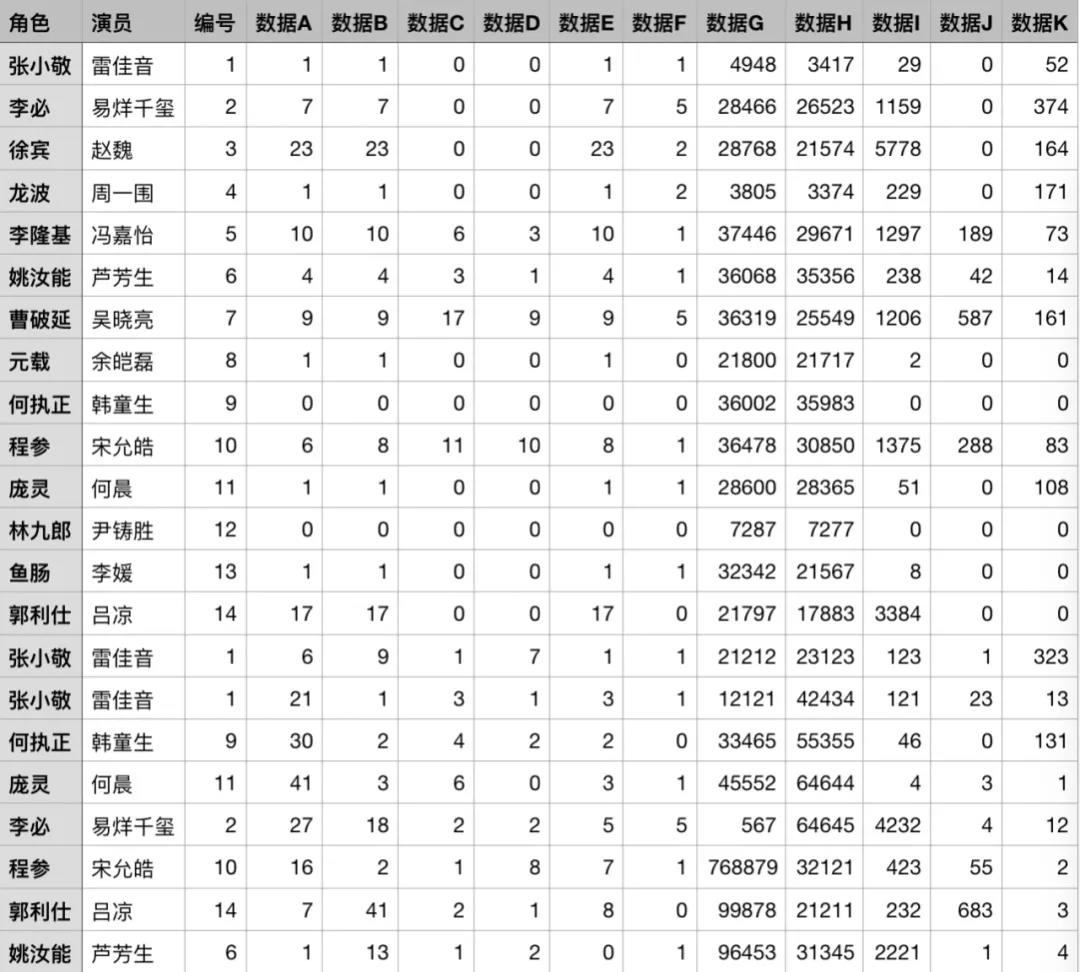 角色 演员 编号 数据A 数据B 数据C 数据D 数据E 数据F 数据G 数据H 数据I 数据J 数据K
张小敬 雷佳音 1 1 1 0 0 1 1 4948 3417 29 0 52
李必 易烊千玺 2 7 7 0 0 7 5 28466 26523 1159 0 374
徐宾 赵魏 3 23 23 0 0 23 2 28768 21574 5778 0 164
龙波 周一围 4 1 1 0 0 1 2 3805 3374 229 0 171
李隆基 冯嘉怡 5 10 10 6 3 10 1 37446 29671 1297 189 73
姚汝能 芦芳生 6 4 4 3 1 4 1 36068 35356 238 42 14
曹破延 吴晓亮 7 9 9 17 9 9 5 36319 25549 1206 587 161
元载 余皑磊 8 1 1 0 0 1 0 21800 21717 2 0 0
何执正 韩童生 9 0 0 0 0 0 0 36002 35983 0 0 0
程参 宋允皓 10 6 8 11 10 8 1 36478 30850 1375 288 83
庞灵 何晨 11 1 1 0 0 1 1 28600 28365 51 0 108
林九郎 尹铸胜 12 0 0 0 0 0 0 7287 7277 0 0 0
鱼肠 李媛 13 1 1 0 0 1 1 32342 21567 8 0 0
郭利仕 吕凉 14 17 17 0 0 17 0 21797 17883 3384 0 0
张小敬 雷佳音 1 6 9 1 7 1 1 21212 23123 123 1 323
张小敬 雷佳音 1 21 1 3 1 3 1 12121 42434 121 23 13
何执正 韩童生 9 30 2 4 2 2 0 33465 55355 46 0 131
庞灵 何晨 11 41 3 6 0 3 1 45552 64644 4 3 1
李必 易烊千玺 2 27 18 2 2 5 5 567 64645 4232 4 12
程参 宋允皓 10 16 2 1 8 7 1 768879 32121 423 55 2
郭利仕 吕凉 14 7 41 2 1 8 0 99878 21211 232 683 3
姚汝能 芦芳生 6 1 13 1 2 0 1 96453 31345 2221 1 4